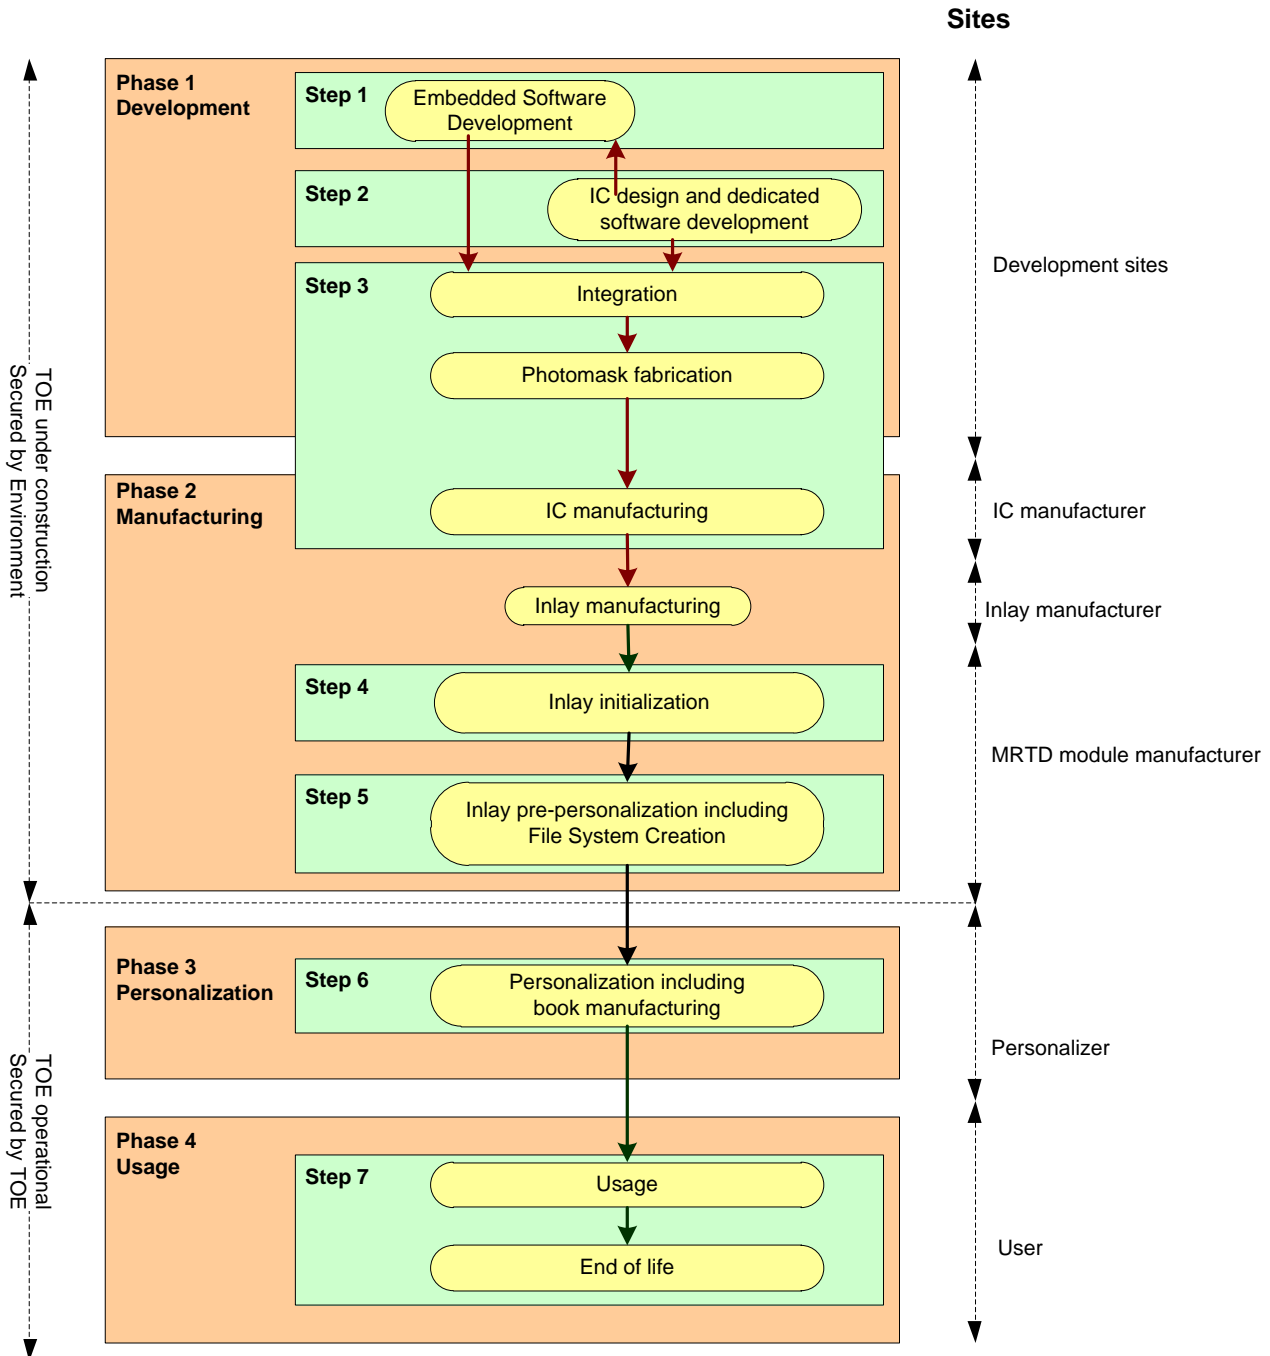 Sites
Phase 1
Development
Step 1
Embedded Software
Development
Step 2
IC design and dedicated
software development
Development sites
Step 3
Integration
Photomask fabrication
TOE under construction
Secured by Environment
Phase 2
Manufacturing
IC manufacturing
IC manufacturer
Inlay manufacturing
Inlay manufacturer
Step 4
Inlay initialization
MRTD module manufacturer
Step 5
Inlay pre-personalization including
File System Creation
Phase 3
Personalization
Step 6
Personalization including
book manufacturing
Personalizer
TOE operational
Secured by TOE
Phase 4
Usage
Step 7
Usage
User
End of life